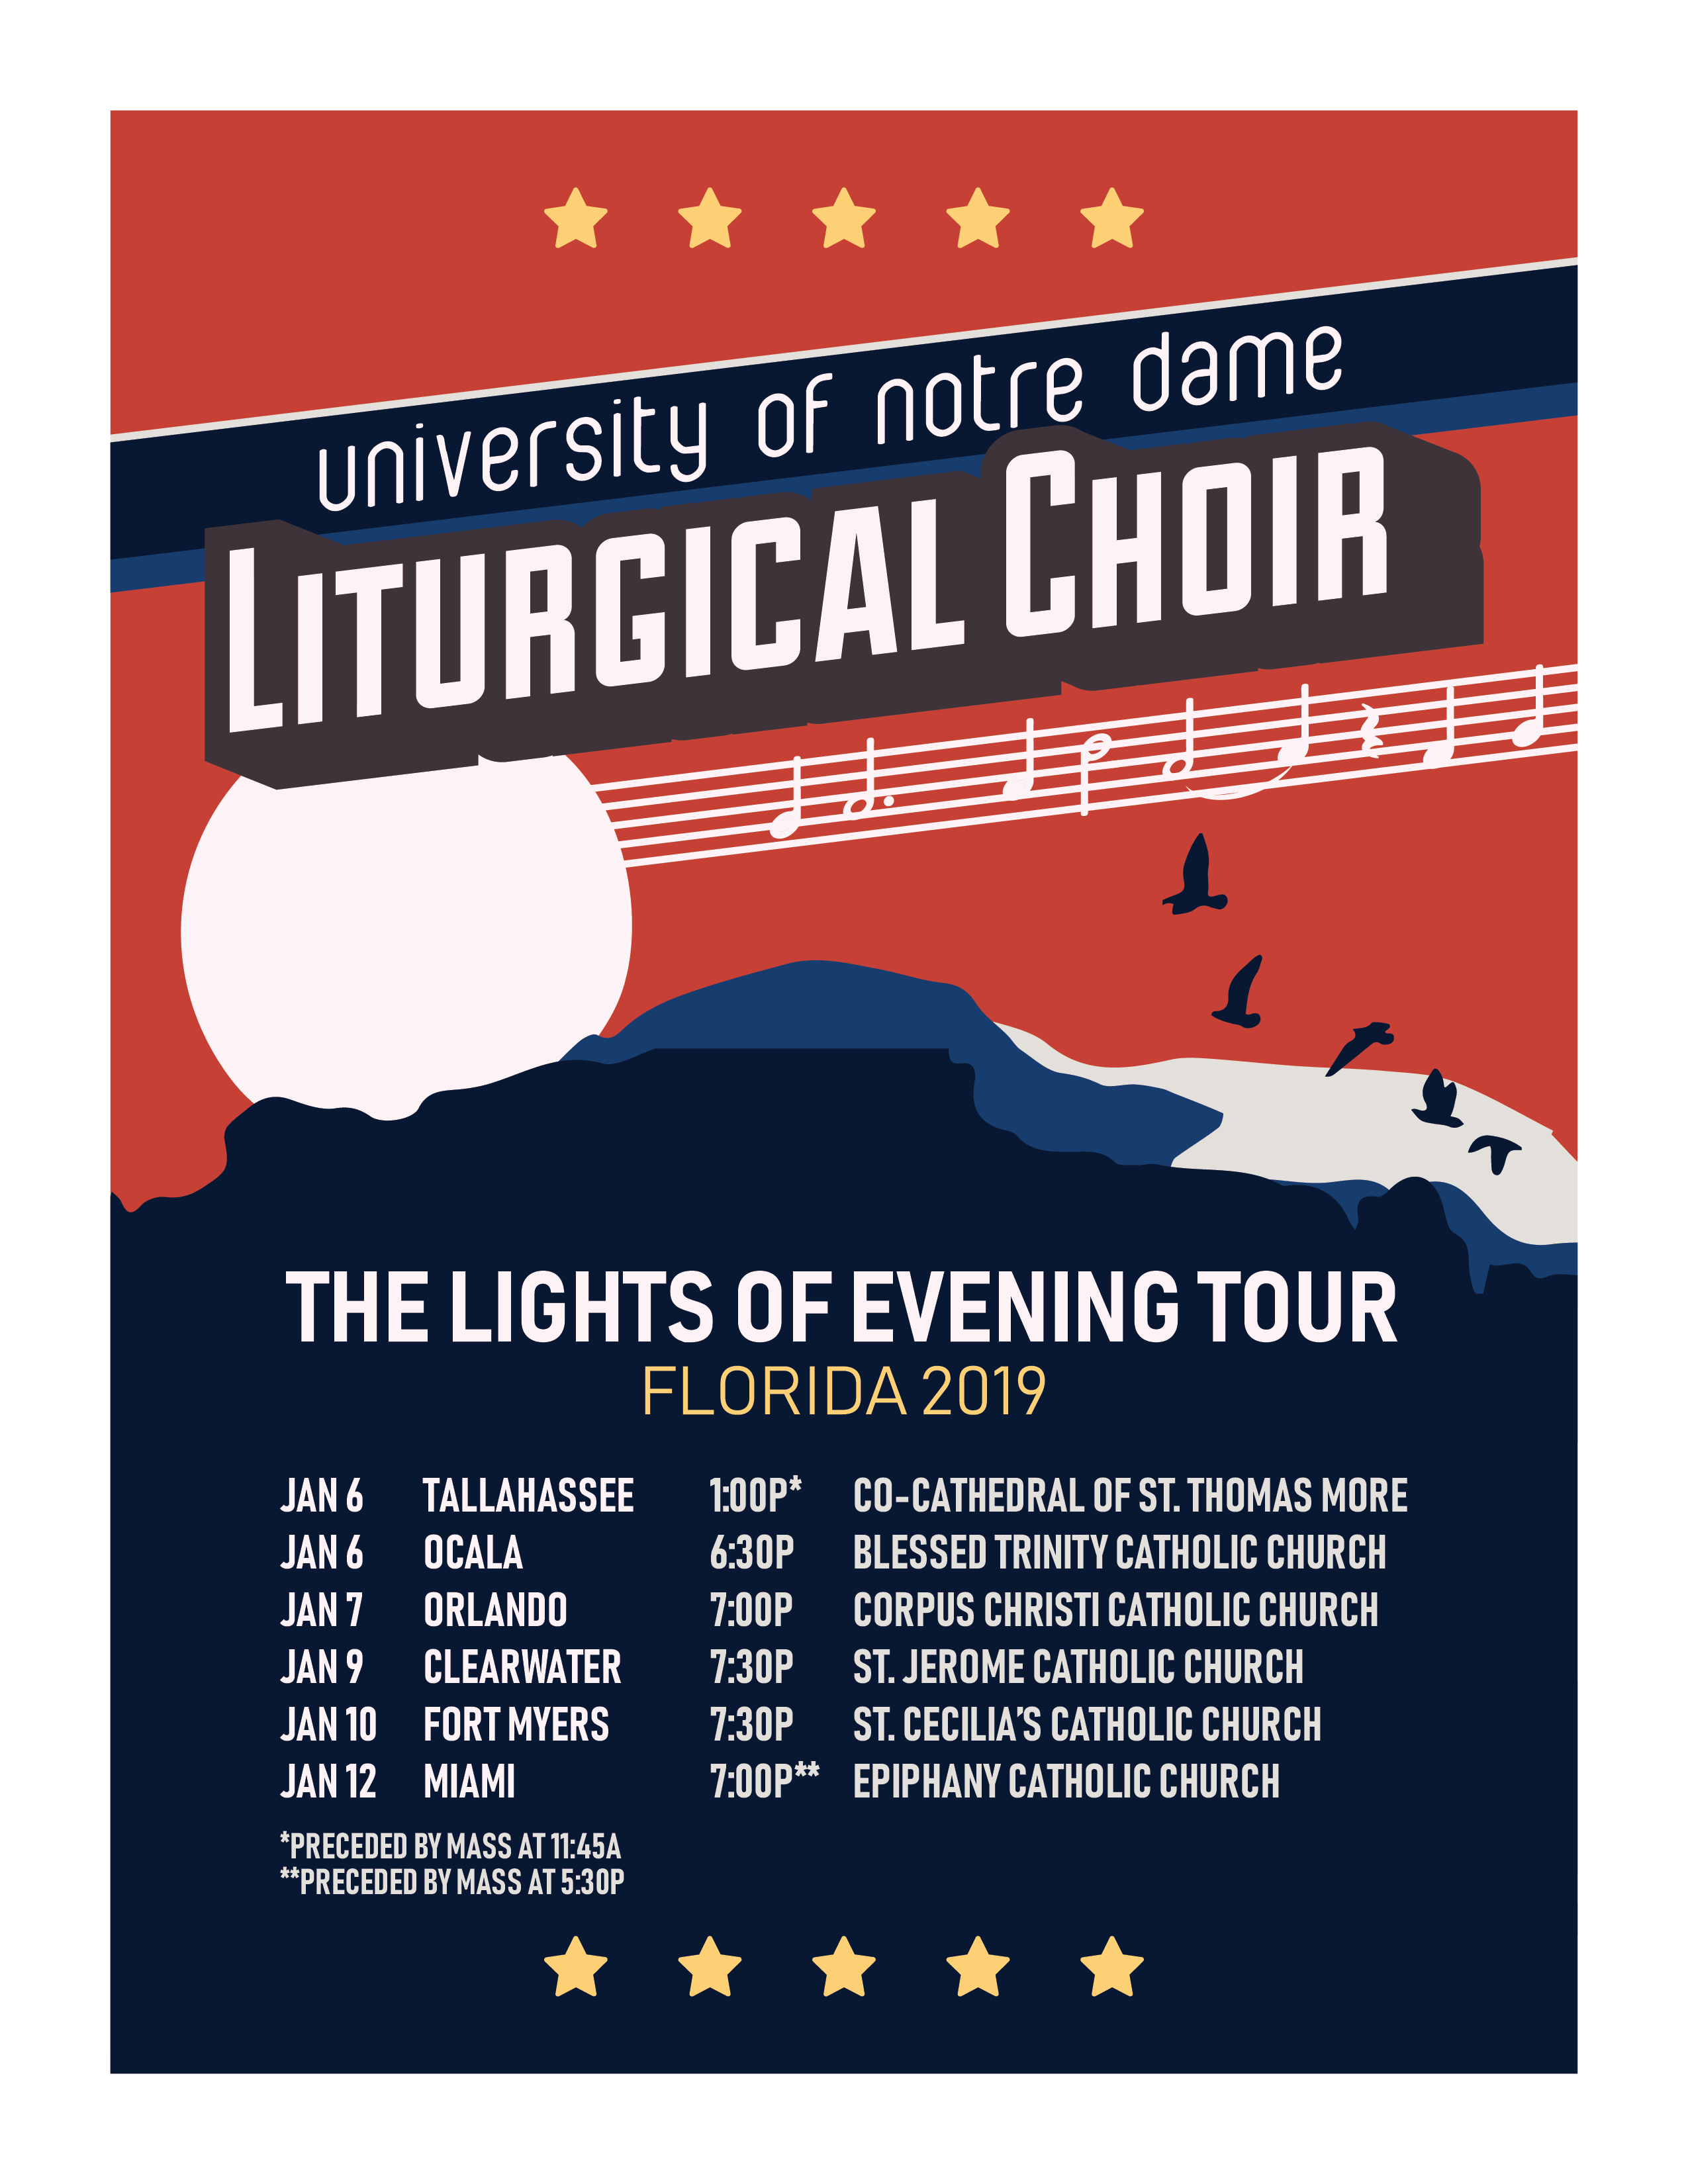 university of notre dame
LITURGICAL CHOIR
THE LIGHTS OF EVENING TOUR
FLORIDA 2019
JAN 6 TALLAHASSEE 1:00P* CO-CATHEDRAL OF ST. THOMAS MORE
JAN 6 OCALA 6:30P BLESSED TRINITY CATHOLIC CHURCH
JAN 7 ORLANDO 7:00P CORPUS CHRISTI CATHOLIC CHURCH
JAN 9 CLEARWATER 7:30P ST. JEROME CATHOLIC CHURCH
JAN 10 FORT MYERS 7:30P ST. CECILIA'S CATHOLIC CHURCH
JAN 12 MIAMI 7:00P** EPIPHANY CATHOLIC CHURCH
*PRECEDED BY MASS AT 11:45A
**PRECEDED BY MASS AT 5:30P